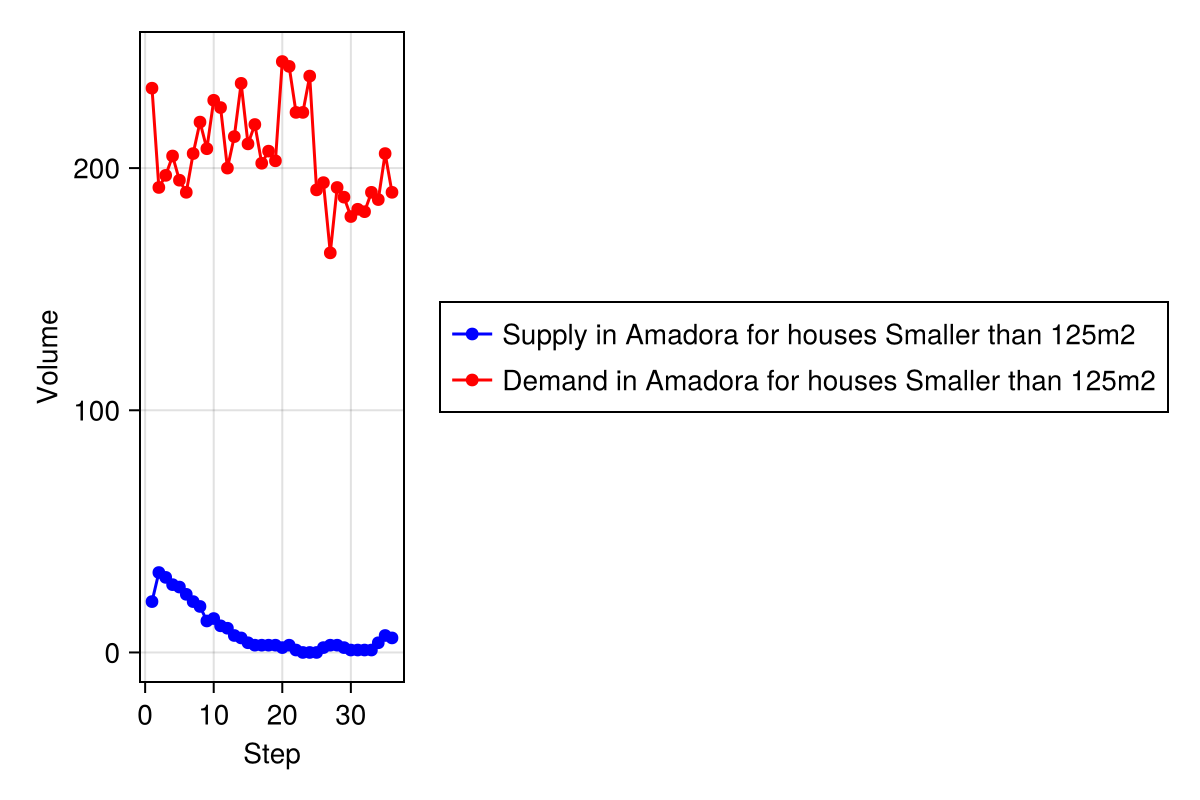 Volume
200
100
0
0 10 20 30
Step
Supply in Amadora for houses Smaller than 125m2
Demand in Amadora for houses Smaller than 125m2